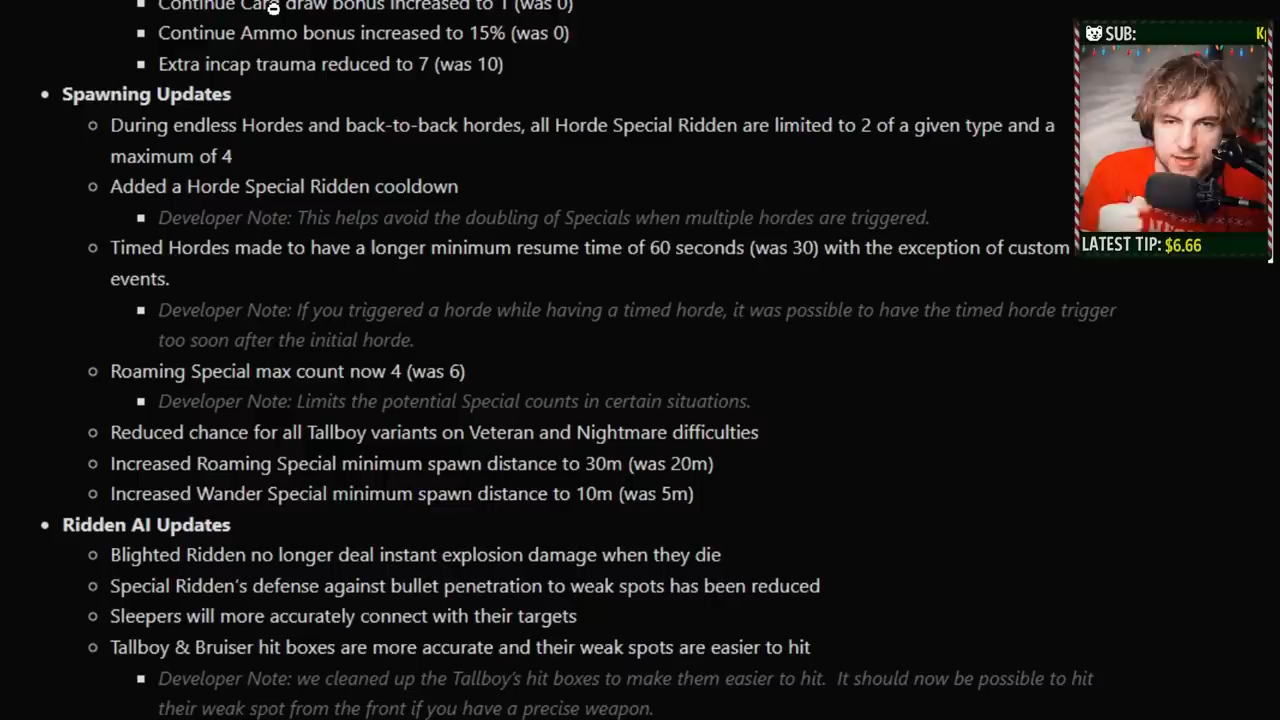 Continue Card draw bonus increased to 1 (was 0)
Continue Ammo bonus increased to 15% (was 0)
Extra incap trauma reduced to 7 (was 10)
Spawning Updates
During endless Hordes and back-to-back hordes, all Horde Special Ridden are limited to 2 of a given type and a
maximum of 4
Added a Horde Special Ridden cooldown
Developer Note: This helps avoid the doubling of Specials when multiple hordes are triggered.
Timed Hordes made to have a longer minimum resume time of 60 seconds (was 30) with the exception of custom
events.
Developer Note: If you triggered a horde while having a timed horde, it was possible to have the timed horde trigger
too soon after the initial horde.
Roaming Special max count now 4 (was 6)
Developer Note: Limits the potential Special counts in certain situations.
Reduced chance for all Tallboy variants on Veteran and Nightmare difficulties
Increased Roaming Special minimum spawn distance to 30m (was 20m)
Increased Wander Special minimum spawn distance to 10m (was 5m)
Ridden AI Updates
Blighted Ridden no longer deal instant explosion damage when they die
Special Ridden's defense against bullet penetration to weak spots has been reduced
Sleepers will more accurately connect with their targets
Tallboy & Bruiser hit boxes are more accurate and their weak spots are easier to hit
Developer Note: we cleaned up the Tallboy's hit boxes to make them easier to hit. It should now be possible to hit
their weak spot from the front if you have a precise weapon.
SUB:
LATEST TIP: $6.66